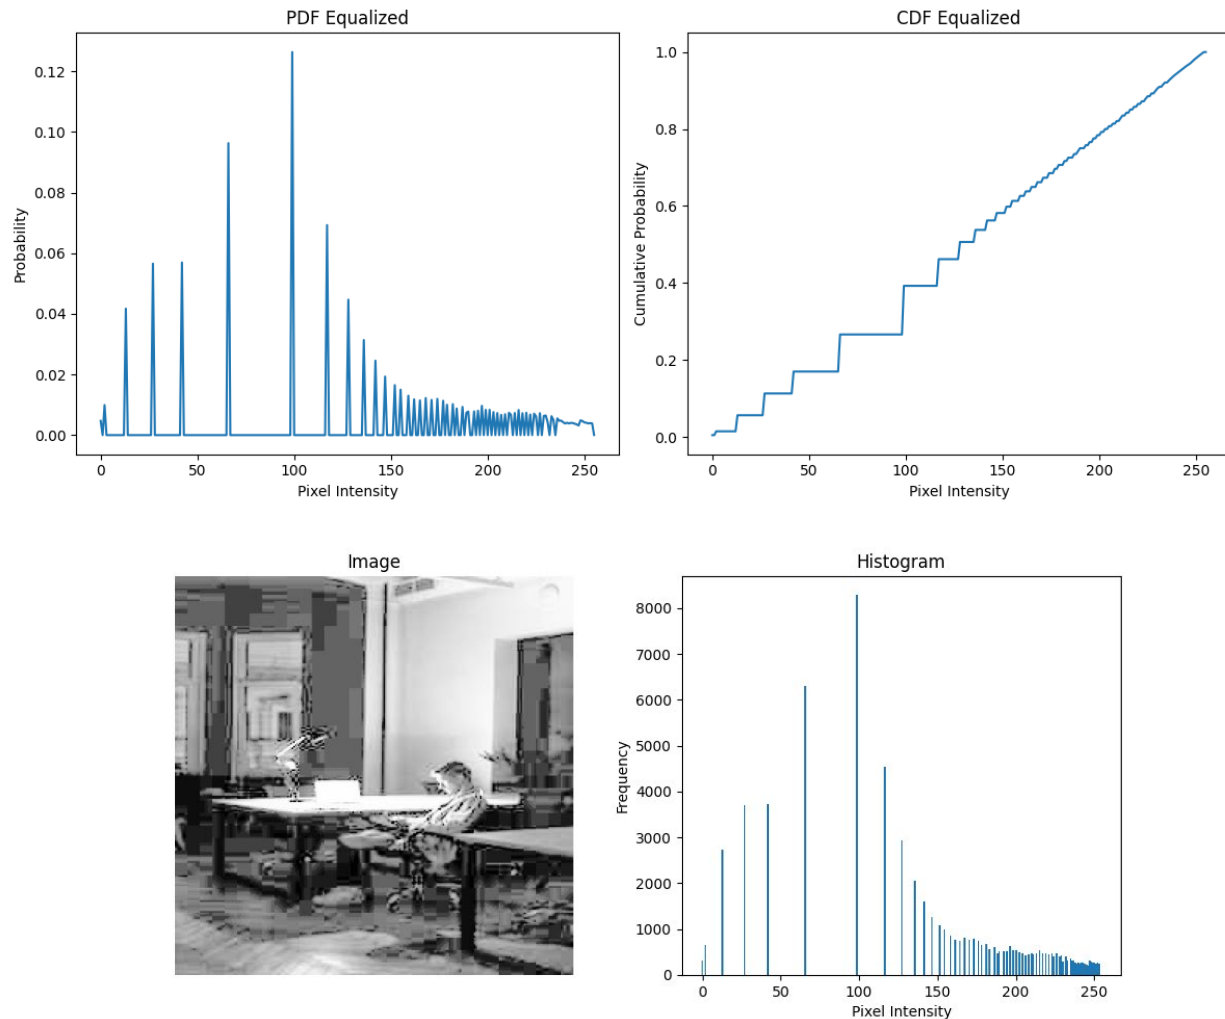 PDF Equalized
0.12
0.10
0.08
0.06
0.04
0.02
0.00
Probability
0 50 100 150 200 250
Pixel Intensity
CDF Equalized
1.0
0.8
0.6
0.4
0.2
0.0
Cumulative Probability
0 50 100 150 200 250
Pixel Intensity
Image
Histogram
8000
7000
6000
5000
4000
3000
2000
1000
0
Frequency
0 50 100 150 200 250
Pixel Intensity